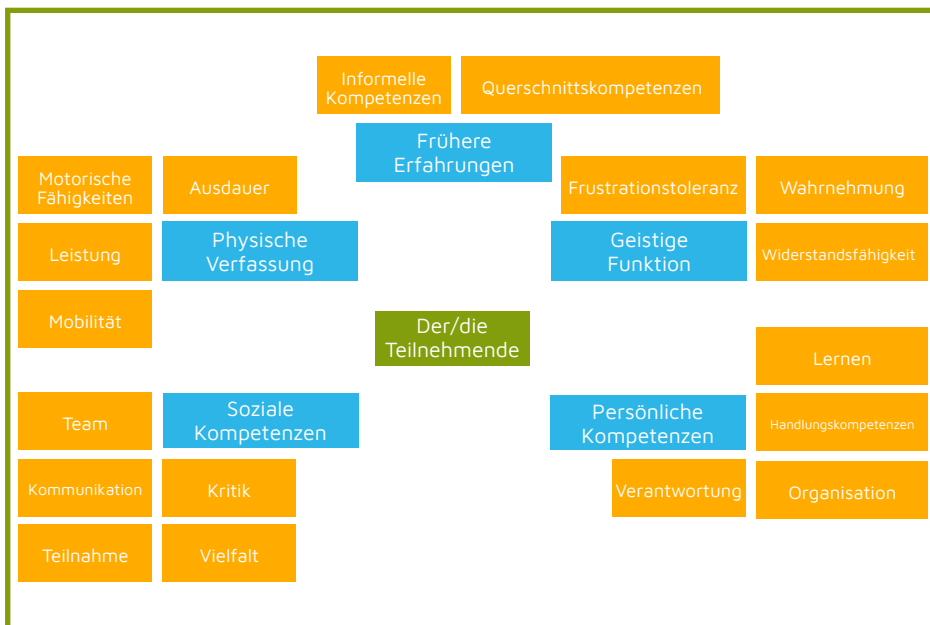 Informelle
Kompetenzen
Querschnittskompetenzen
Frühere
Erfahrungen
Motorische
Fähigkeiten
Ausdauer
Frustrationstoleranz
Wahrnehmung
Leistung
Physische
Verfassung
Geistige
Funktion
Widerstandsfähigkeit
Mobilität
Der/die
Teilnehmende
Lernen
Team
Soziale
Kompetenzen
Persönliche
Kompetenzen
Handlungskompetenzen
Kommunikation
Kritik
Verantwortung
Organisation
Teilnahme
Vielfalt